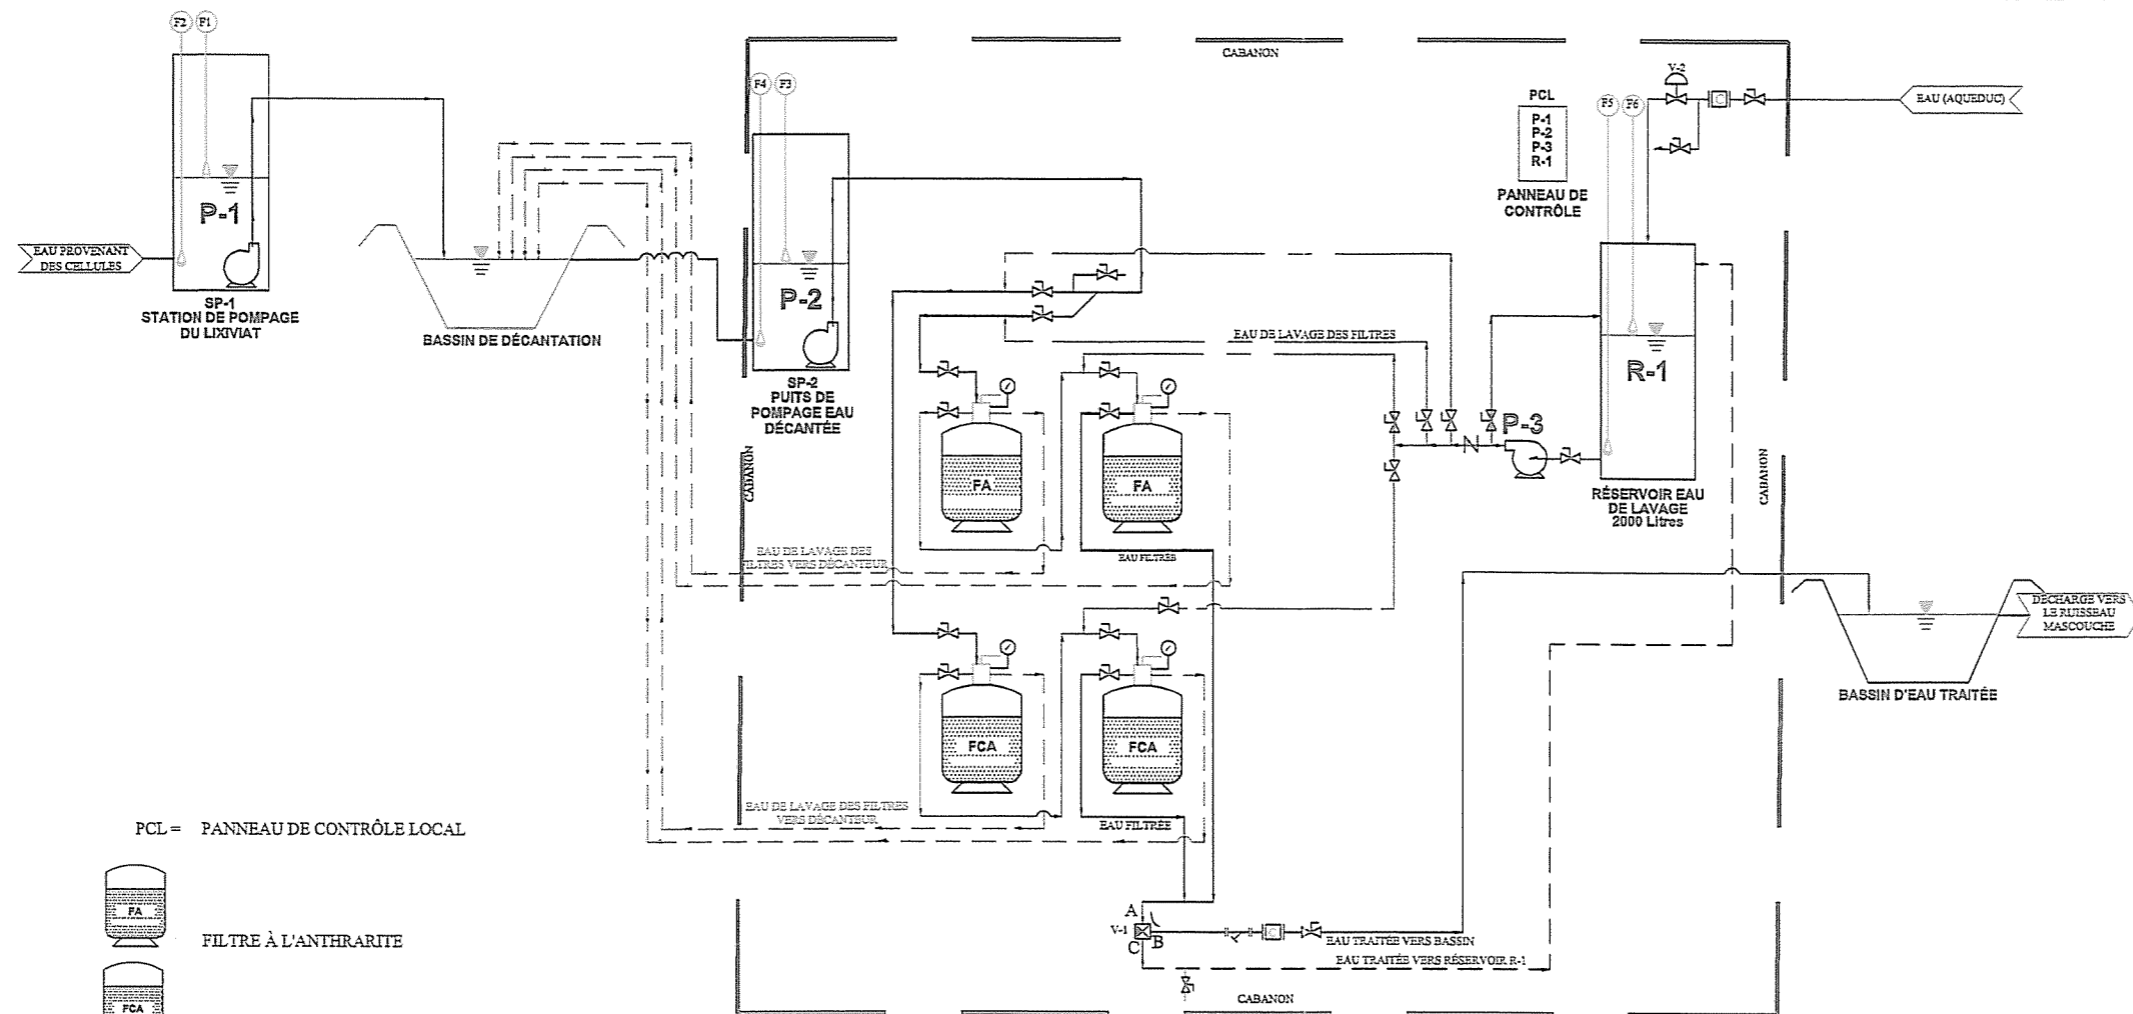 F2
F1
CABANON
F4
F3
V-2
PCL
F5
F6
EAU (AQUEDUC)
P-1
P-2
P-3
R-1
PANNEAU DE
CONTRÔLE
P-1
EAU PROVENANT
DES CELLULES
SP-1
STATION DE POMPAGE
DU LIXIVIAT
BASSIN DE DÉCANTATION
P-2
SP-2
PUITS DE
POMPAGE EAU
DÉCANTÉE
EAU DE LAVAGE DES FILTRES
R-1
P-3
RÉSERVOIR EAU
DE LAVAGE
2000 Litres
CABANON
CABANON
FA
FA
EAU DE LAVAGE DES
FILTRES VERS DÉCANTEUR
EAU FILTRÉE
DÉCHARGE VERS
LE RUISSEAU
MASCOUCHE
BASSIN D'EAU TRAITÉE
FCA
FCA
EAU DE LAVAGE DES FILTRES
VERS DÉCANTEUR
EAU FILTRÉE
PCL = PANNEAU DE CONTRÔLE LOCAL
FA
FILTRE À L'ANTHRARITE
FCA
A
V-1
B
C
EAU TRAITÉE VERS BASSIN
EAU TRAITÉE VERS RÉSERVOIR R-1
CABANON